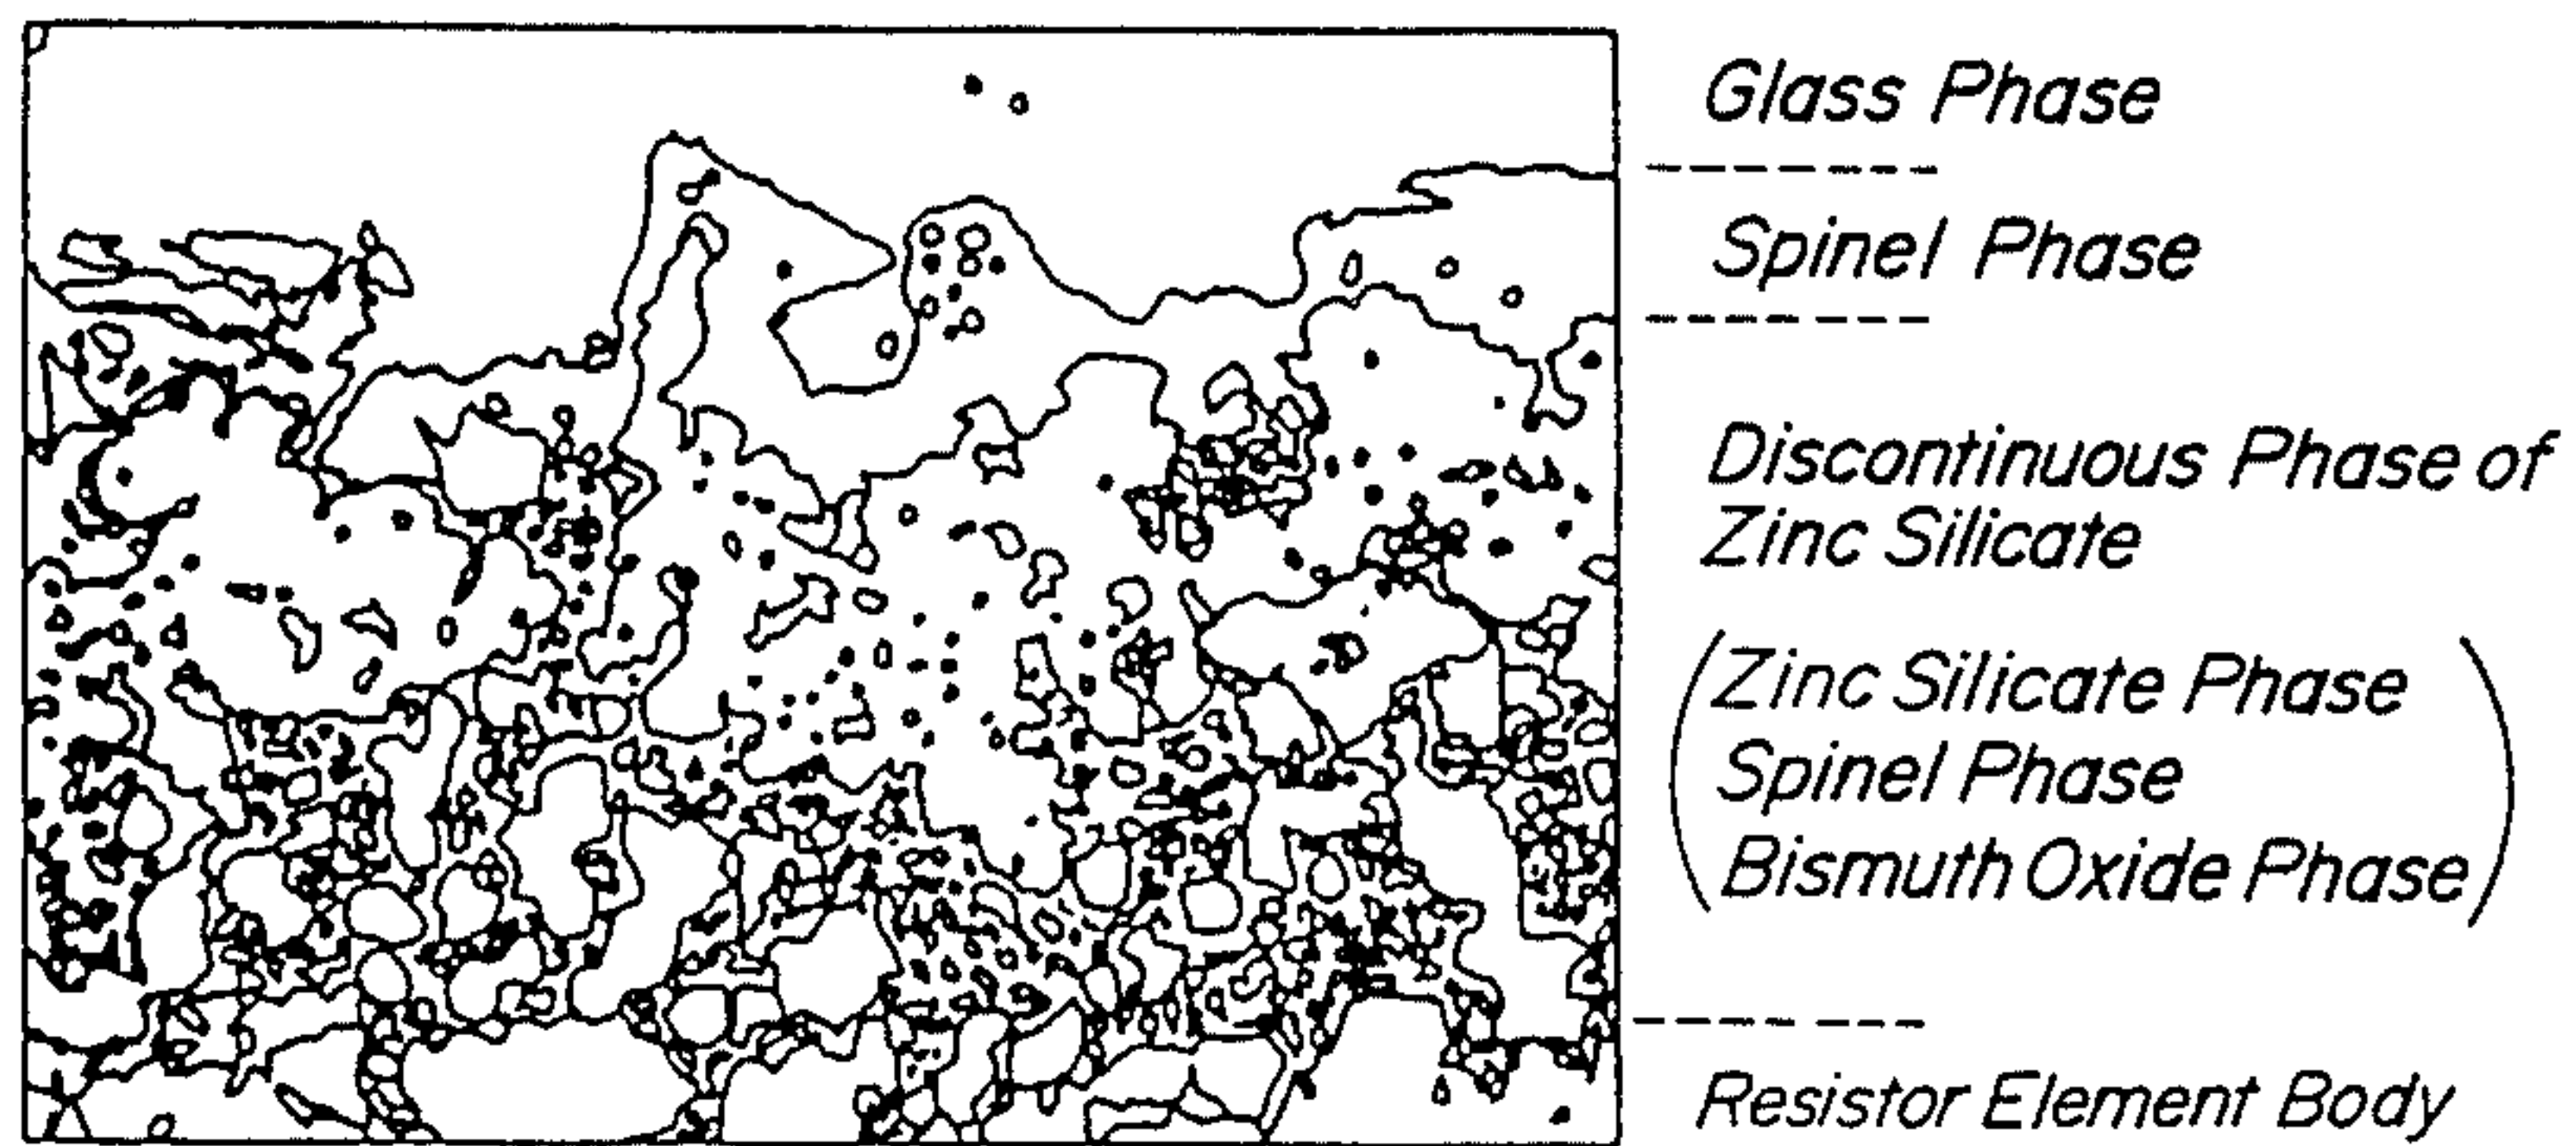 Glass Phase
Spinel Phase
Discontinuous Phase of
Zinc Silicate
(Zinc Silicate Phase
Spinel Phase
Bismuth Oxide Phase)
Resistor Element Body